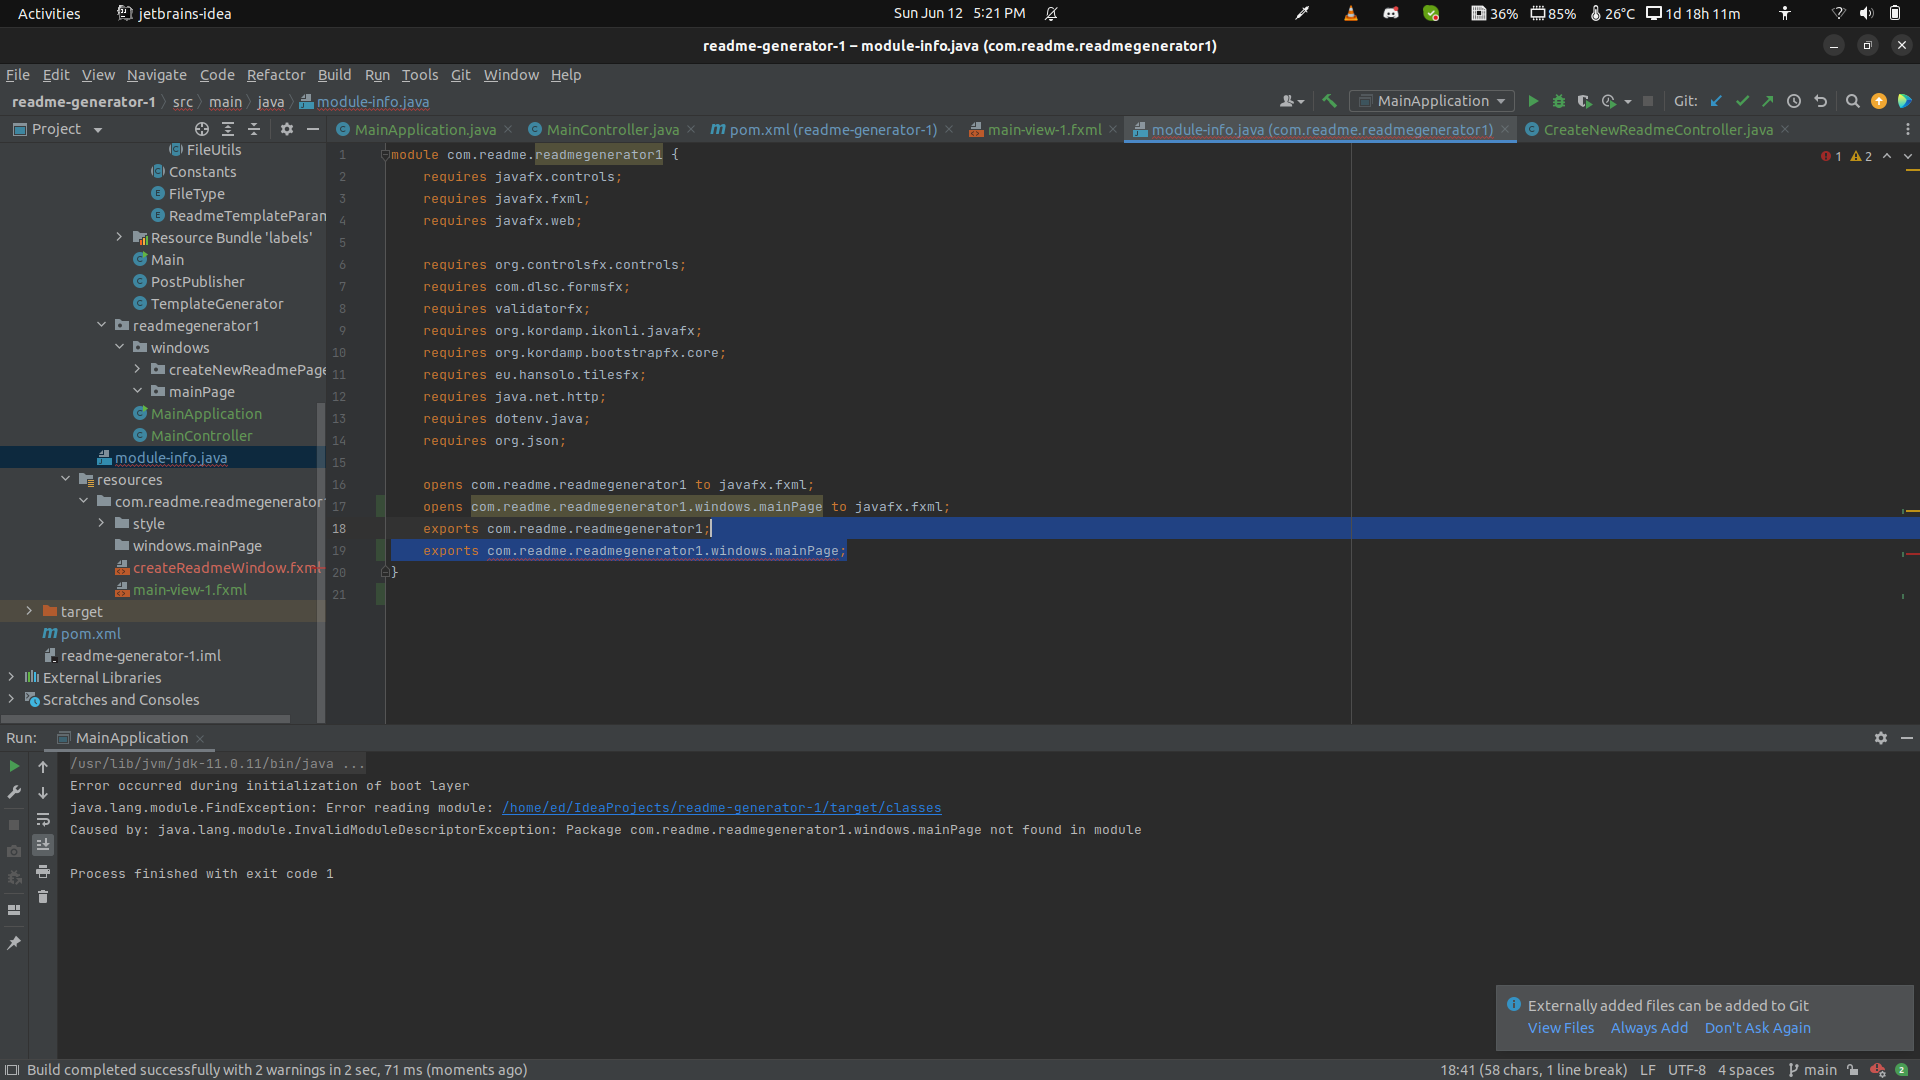 Activities
jetbrains-idea
Sun Jun 12 5:21 PM
36%
85%
26°C
1d 18h 11m
readme-generator-1 – module-info.java (com.readme.readmegenerator1)
File Edit View Navigate Code Refactor Build Run Tools Git Window Help
readme-generator-1 src main java module-info.java
MainApplication
Git:
Project
MainApplication.java
MainController.java
pom.xml (readme-generator-1)
main-view-1.fxml
module-info.java (com.readme.readmegenerator1)
CreateNewReadmeController.java
FileUtils
Constants
FileType
ReadmeTemplateParam
Resource Bundle 'labels'
Main
PostPublisher
TemplateGenerator
readmegenerator1
windows
createNewReadmePage
mainPage
MainApplication
MainController
module-info.java
resources
com.readme.readmegenerator
style
windows.mainPage
createReadmeWindow.fxml
main-view-1.fxml
target
pom.xml
readme-generator-1.iml
External Libraries
Scratches and Consoles
1 module com.readme.readmegenerator1 {
2 requires javafx.controls;
3 requires javafx.fxml;
4 requires javafx.web;
5
6 requires org.controlsfx.controls;
7 requires com.dlsc.formsfx;
8 requires validatorfx;
9 requires org.kordamp.ikonli.javafx;
10 requires org.kordamp.bootstrapfx.core;
11 requires eu.hansolo.tilesfx;
12 requires java.net.http;
13 requires dotenv.java;
14 requires org.json;
15
16 opens com.readme.readmegenerator1 to javafx.fxml;
17 opens com.readme.readmegenerator1.windows.mainPage to javafx.fxml;
18 exports com.readme.readmegenerator1;
19 exports com.readme.readmegenerator1.windows.mainPage;
20 }
21
1 2
Run: MainApplication
/usr/lib/jvm/jdk-11.0.11/bin/java ...
Error occurred during initialization of boot layer
java.lang.module.FindException: Error reading module: /home/ed/IdeaProjects/readme-generator-1/target/classes
Caused by: java.lang.module.InvalidModuleDescriptorException: Package com.readme.readmegenerator1.windows.mainPage not found in module
Process finished with exit code 1
Externally added files can be added to Git
View Files Always Add Don't Ask Again
Build completed successfully with 2 warnings in 2 sec, 71 ms (moments ago)
18:41 (58 chars, 1 line break) LF UTF-8 4 spaces main 2